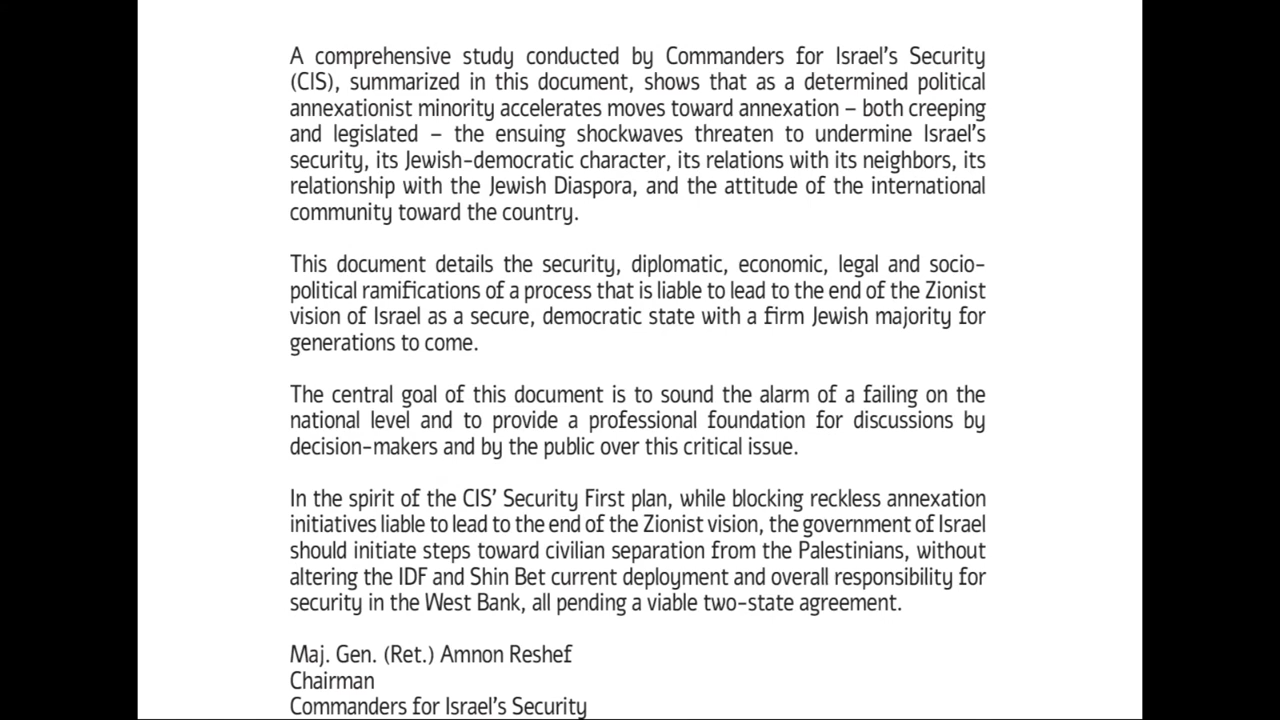 A comprehensive study conducted by Commanders for Israel's Security
(CIS), summarized in this document, shows that as a determined political
annexationist minority accelerates moves toward annexation – both creeping
and legislated – the ensuing shockwaves threaten to undermine Israel's
security, its Jewish-democratic character, its relations with its neighbors, its
relationship with the Jewish Diaspora, and the attitude of the international
community toward the country.
This document details the security, diplomatic, economic, legal and socio-
political ramifications of a process that is liable to lead to the end of the Zionist
vision of Israel as a secure, democratic state with a firm Jewish majority for
generations to come.
The central goal of this document is to sound the alarm of a failing on the
national level and to provide a professional foundation for discussions by
decision-makers and by the public over this critical issue.
In the spirit of the CIS' Security First plan, while blocking reckless annexation
initiatives liable to lead to the end of the Zionist vision, the government of Israel
should initiate steps toward civilian separation from the Palestinians, without
altering the IDF and Shin Bet current deployment and overall responsibility for
security in the West Bank, all pending a viable two-state agreement.
Maj. Gen. (Ret.) Amnon Reshef
Chairman
Commanders for Israel's Security